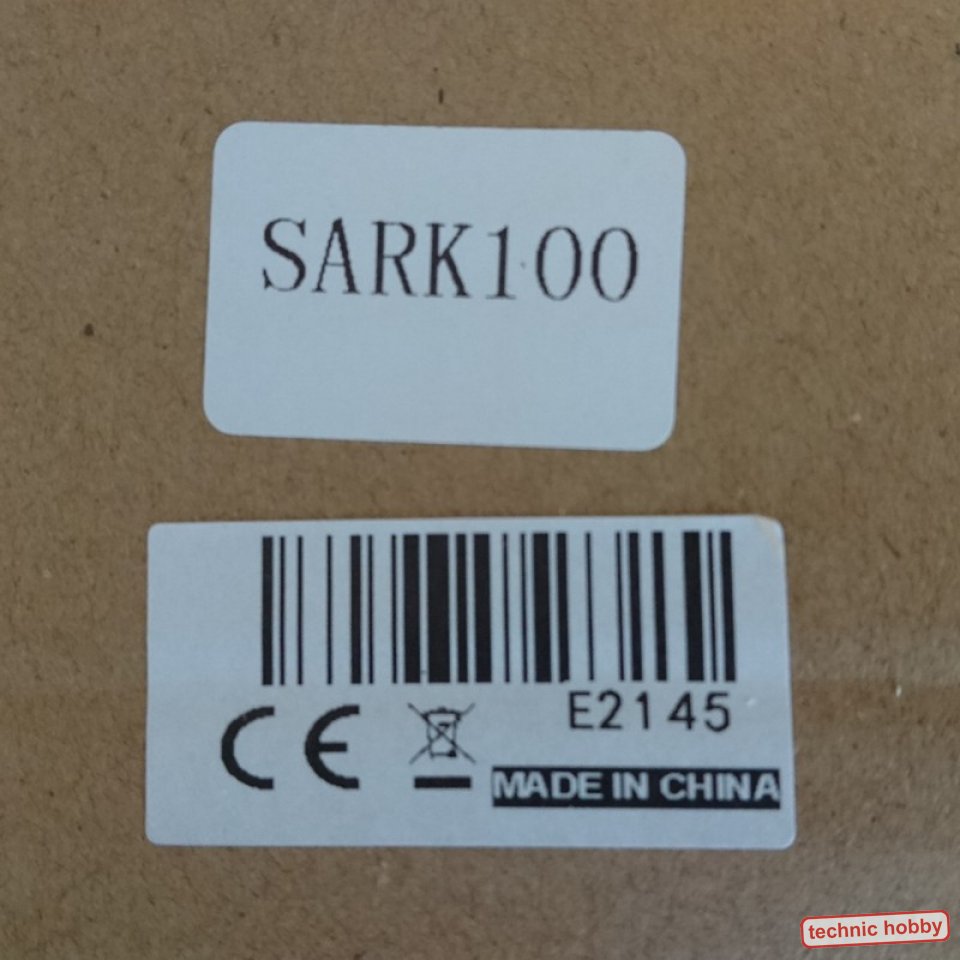 SARK100
CE
E2145
MADE IN CHINA
technic hobby